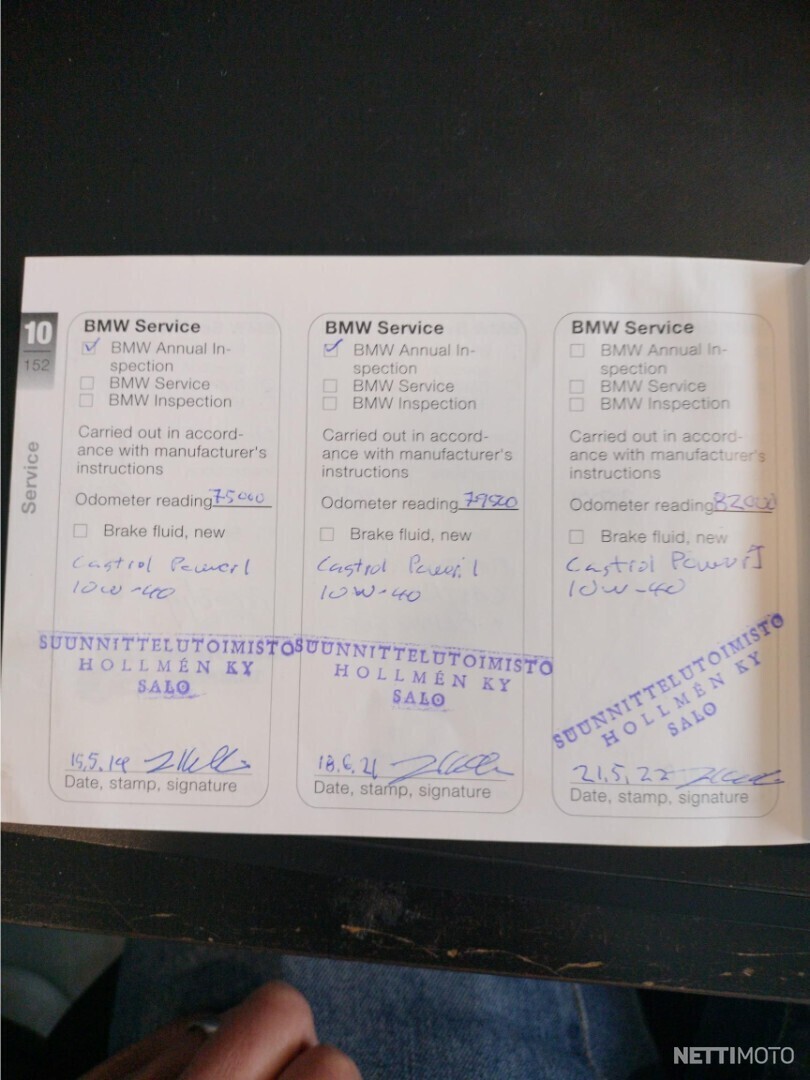 10
152
Service
BMW Service
BMW Annual In-
spection
BMW Service
BMW Inspection
Carried out in accord-
ance with manufacturer's
instructions
Odometer reading 75000
Brake fluid, new
Castrol Power 1
10W-40
SUUNNITTELUTOIMISTO
HOLLMÉN KY
SALO
15.5.19
Date, stamp, signature
BMW Service
BMW Annual In-
spection
BMW Service
BMW Inspection
Carried out in accord-
ance with manufacturer's
instructions
Odometer reading 79500
Brake fluid, new
Castrol Power 1
10W-40
SUUNNITTELUTOIMISTO
HOLLMÉN KY
SALO
18.6.21
Date, stamp, signature
BMW Service
BMW Annual In-
spection
BMW Service
BMW Inspection
Carried out in accord-
ance with manufacturer's
instructions
Odometer reading 82000
Brake fluid, new
Castrol Power I
10W-40
SUUNNITTELUTOIMISTO
HOLLMÉN KY
SALO
21.5.22
Date, stamp, signature
NETTIMOTO